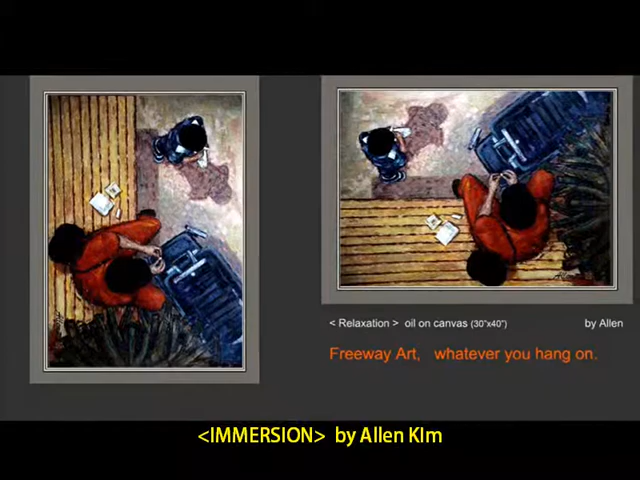 < Relaxation > oil on canvas (30"x40") by Allen
Freeway Art, whatever you hang on.
<IMMERSION> by Allen KIm